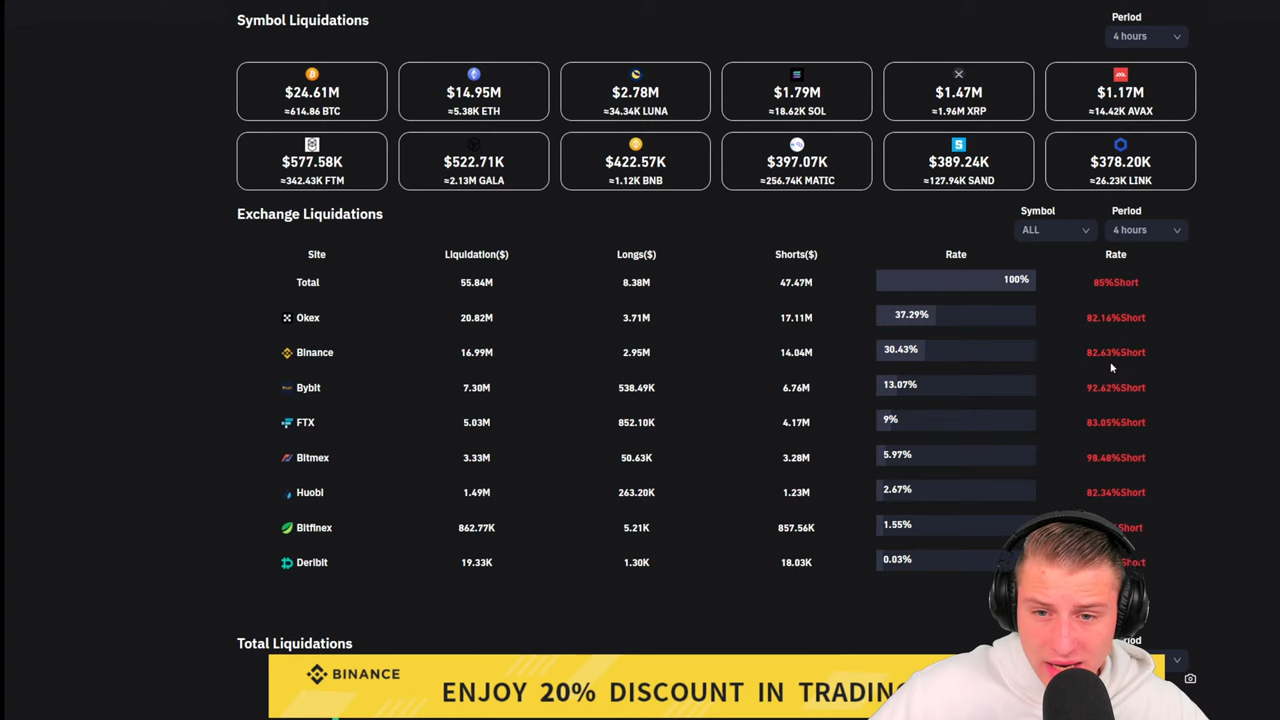 Symbol Liquidations
Period
4 hours
$24.61M $14.95M $2.78M $1.79M $1.47M $1.17M
≈614.86 BTC ≈5.38K ETH ≈34.34K LUNA ≈18.62K SOL ≈1.96M XRP ≈14.42K AVAX
$577.58K $522.71K $422.57K $397.07K $389.24K $378.20K
≈342.43K FTM ≈2.13M GALA ≈1.12K BNB ≈256.74K MATIC ≈127.94K SAND ≈26.23K LINK
Exchange Liquidations
Symbol Period
ALL 4 hours
Site Liquidation($) Longs($) Shorts($) Rate Rate
Total 55.84M 8.38M 47.47M 100% 85%Short
Okex 20.82M 3.71M 17.11M 37.29% 82.16%Short
Binance 16.99M 2.95M 14.04M 30.43% 82.63%Short
Bybit 7.30M 538.49K 6.76M 13.07% 92.62%Short
FTX 5.03M 852.10K 4.17M 9% 83.05%Short
Bitmex 3.33M 50.63K 3.28M 5.97% 98.48%Short
Huobi 1.49M 263.20K 1.23M 2.67% 82.34%Short
Bitfinex 862.77K 5.21K 857.56K 1.55%
Deribit 19.33K 1.30K 18.03K 0.03%
Total Liquidations
BINANCE ENJOY 20% DISCOUNT IN TRADING